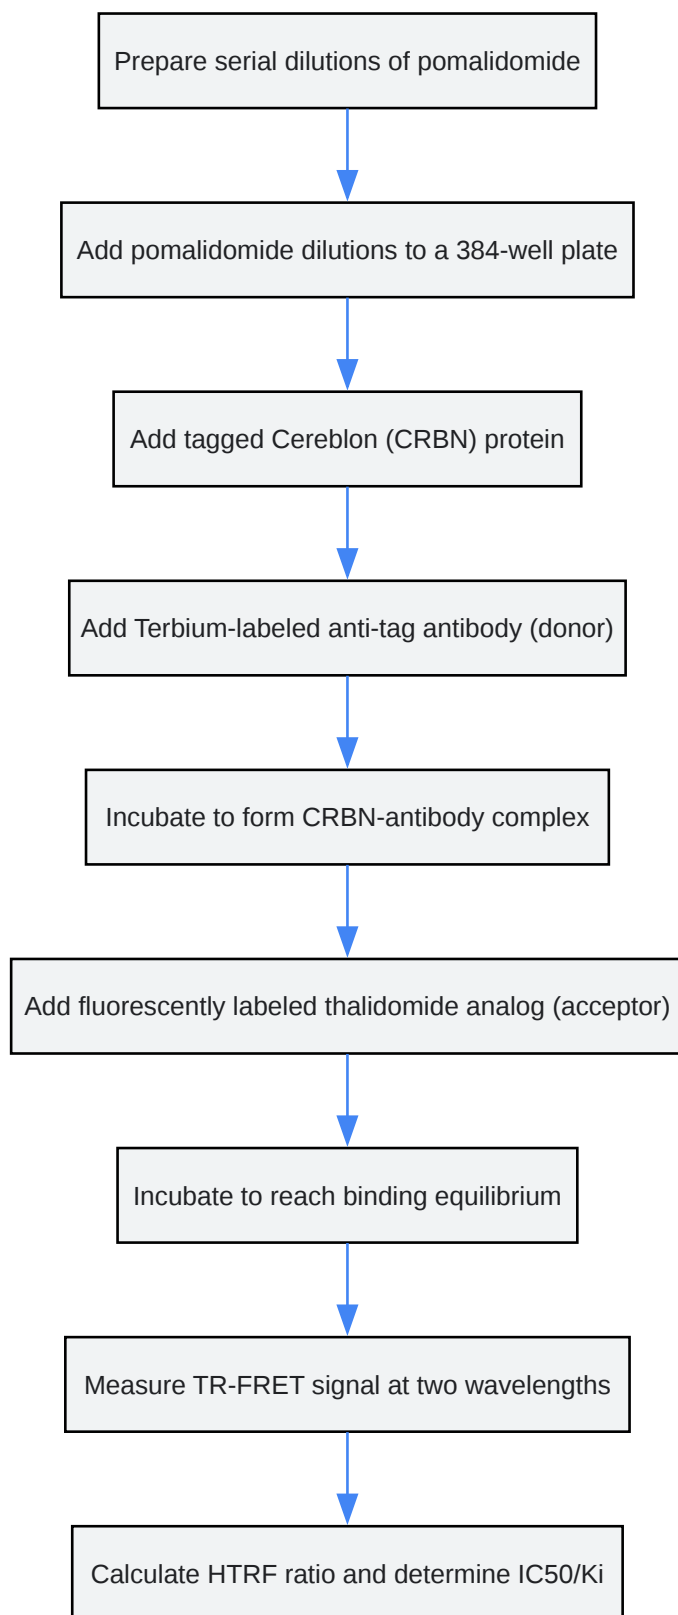 Prepare serial dilutions of pomalidomide
Add pomalidomide dilutions to a 384-well plate
Add tagged Cereblon (CRBN) protein
Add Terbium-labeled anti-tag antibody (donor)
Incubate to form CRBN-antibody complex
Add fluorescently labeled thalidomide analog (acceptor)
Incubate to reach binding equilibrium
Measure TR-FRET signal at two wavelengths
Calculate HTRF ratio and determine IC50/Ki